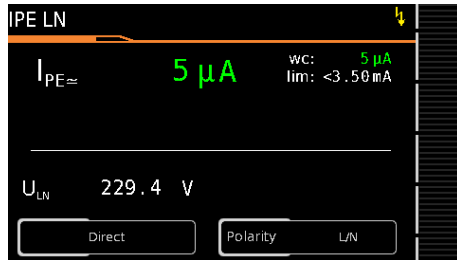 IPE LN
IPE≃ 5 µA wc: 5 µA
lim: <3.50mA
ULN 229.4 V
Direct Polarity L/N